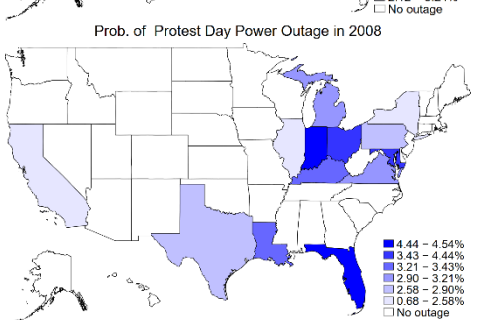 No outage
Prob. of Protest Day Power Outage in 2008
4.44 – 4.54%
3.43 – 4.44%
3.21 – 3.43%
2.90 – 3.21%
2.58 – 2.90%
0.68 – 2.58%
No outage